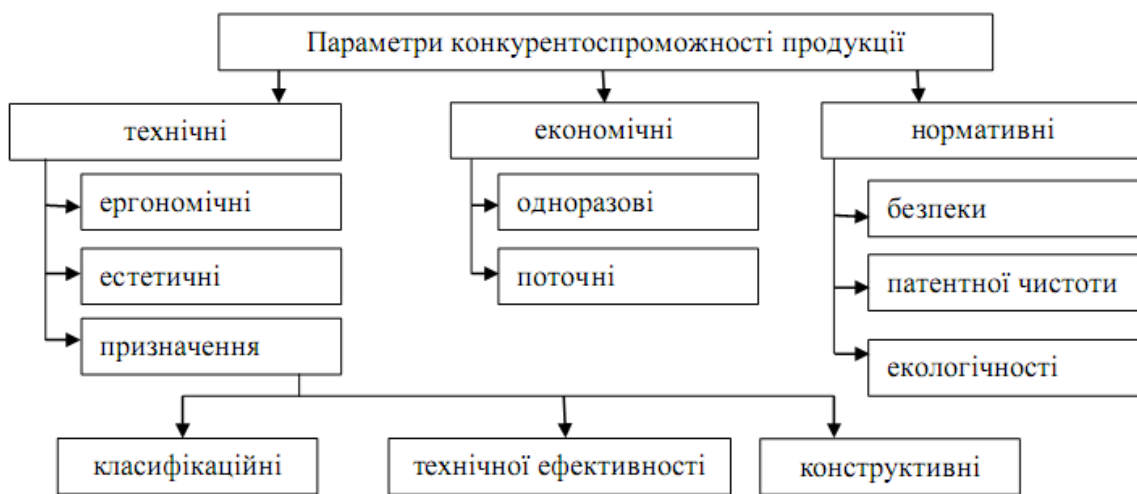 Параметри конкурентоспроможності продукції
технічні
економічні
нормативні
ергономічні
одноразові
безпеки
естетичні
поточні
патентної чистоти
призначення
екологічності
класифікаційні
технічної ефективності
конструктивні